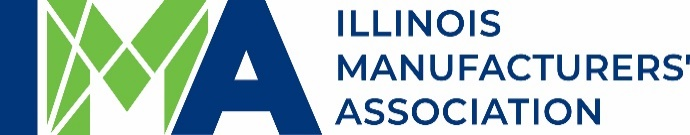 IMA
ILLINOIS
MANUFACTURERS'
ASSOCIATION